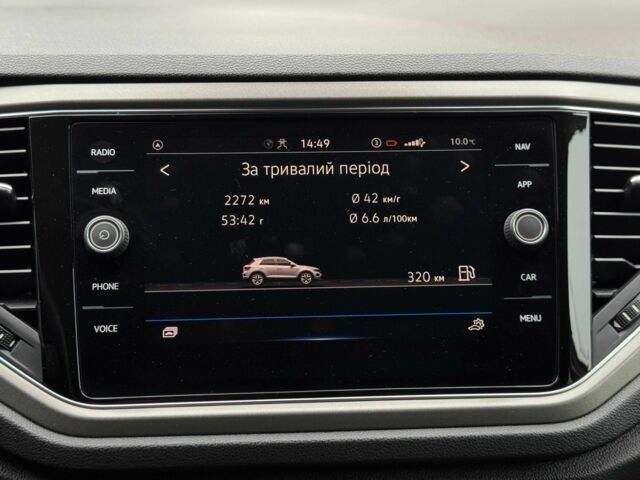 RADIO
MEDIA
PHONE
VOICE
14:49
3
10.0°C
< За тривалий період >
2272 км
Ø 42 км/г
53:42 г
Ø 6.6 л/100км
320 км
NAV
APP
CAR
MENU